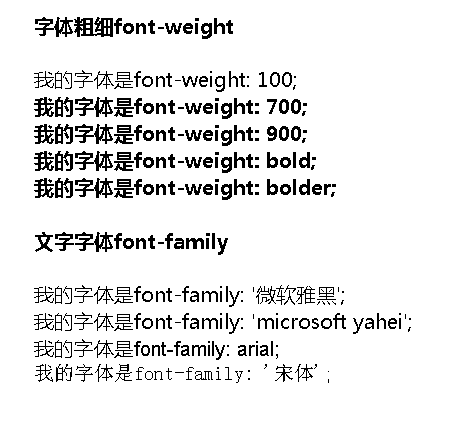 字体粗细font-weight
我的字体是font-weight: 100;
我的字体是font-weight: 700;
我的字体是font-weight: 900;
我的字体是font-weight: bold;
我的字体是font-weight: bolder;
文字字体font-family
我的字体是font-family: '微软雅黑';
我的字体是font-family: 'microsoft yahei';
我的字体是font-family: arial;
我的字体是font-family: '宋体';